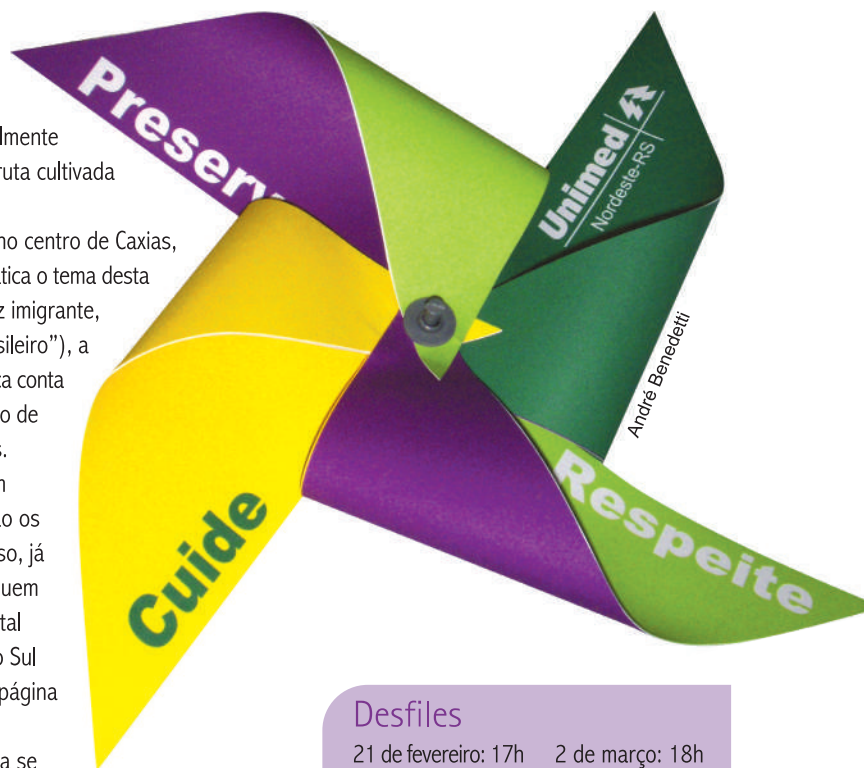 lmente
ruta cultivada
no centro de Caxias,
tica o tema desta
z imigrante,
sileiro"), a
ca conta
o de
s.
o os
so, já
uem
tal
o Sul
página
a se
Preserv
Unimed
Nordeste-RS
André Benedetti
Cuide
Respeite
Desfiles
21 de fevereiro: 17h 2 de março: 18h